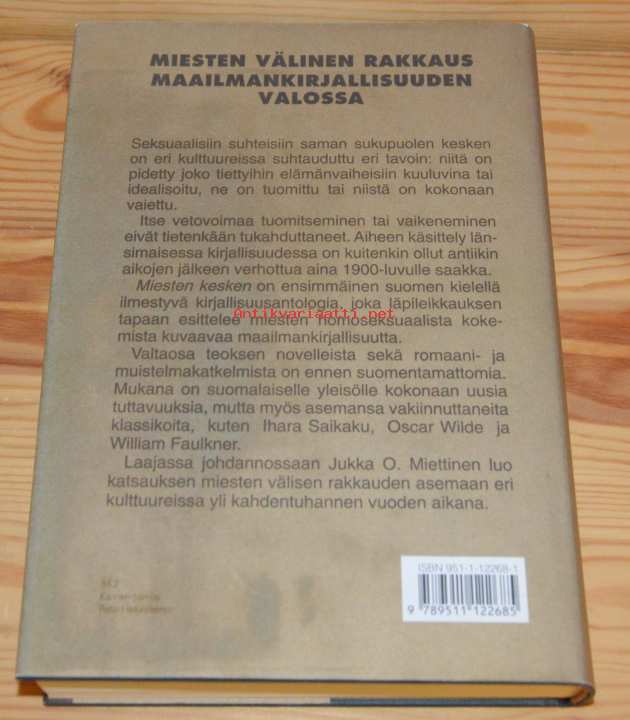 MIESTEN VÄLINEN RAKKAUS
MAAILMANKIRJALLISUUDEN
VALOSSA
Seksuaalisiin suhteisiin saman sukupuolen kesken
on eri kulttuureissa suhtauduttu eri tavoin: niitä on
pidetty joko tiettyihin elämänvaiheisiin kuuluvina tai
idealisoitu, ne on tuomittu tai niistä on kokonaan
vaiettu.
Itse vetovoimaa tuomitseminen tai vaikeneminen
eivät tietenkään tukahduttaneet. Aiheen käsittely län-
simaisessa kirjallisuudessa on kuitenkin ollut antiikin
aikojen jälkeen verhottua aina 1900-luvulle saakka.
Miesten kesken on ensimmäinen suomen kielellä
ilmestyvä kirjallisuusantologia, joka läpileikkauksen
Antikvariaatti.net
tapaan esittelee miesten homoseksuaalista koke-
mista kuvaavaa maailmankirjallisuutta.
Valtaosa teoksen novelleista sekä romaani- ja
muistelmakatkelmista on ennen suomentamattomia.
Mukana on suomalaiselle yleisölle kokonaan uusia
tuttavuuksia, mutta myös asemansa vakiinnuttaneita
klassikoita, kuten Ihara Saikaku, Oscar Wilde ja
William Faulkner.
Laajassa johdannossaan Jukka O. Miettinen luo
katsauksen miesten välisen rakkauden asemaan eri
kulttuureissa yli kahdentuhannen vuoden aikana.
ISBN 951-1-12268-1
9 789511 122685